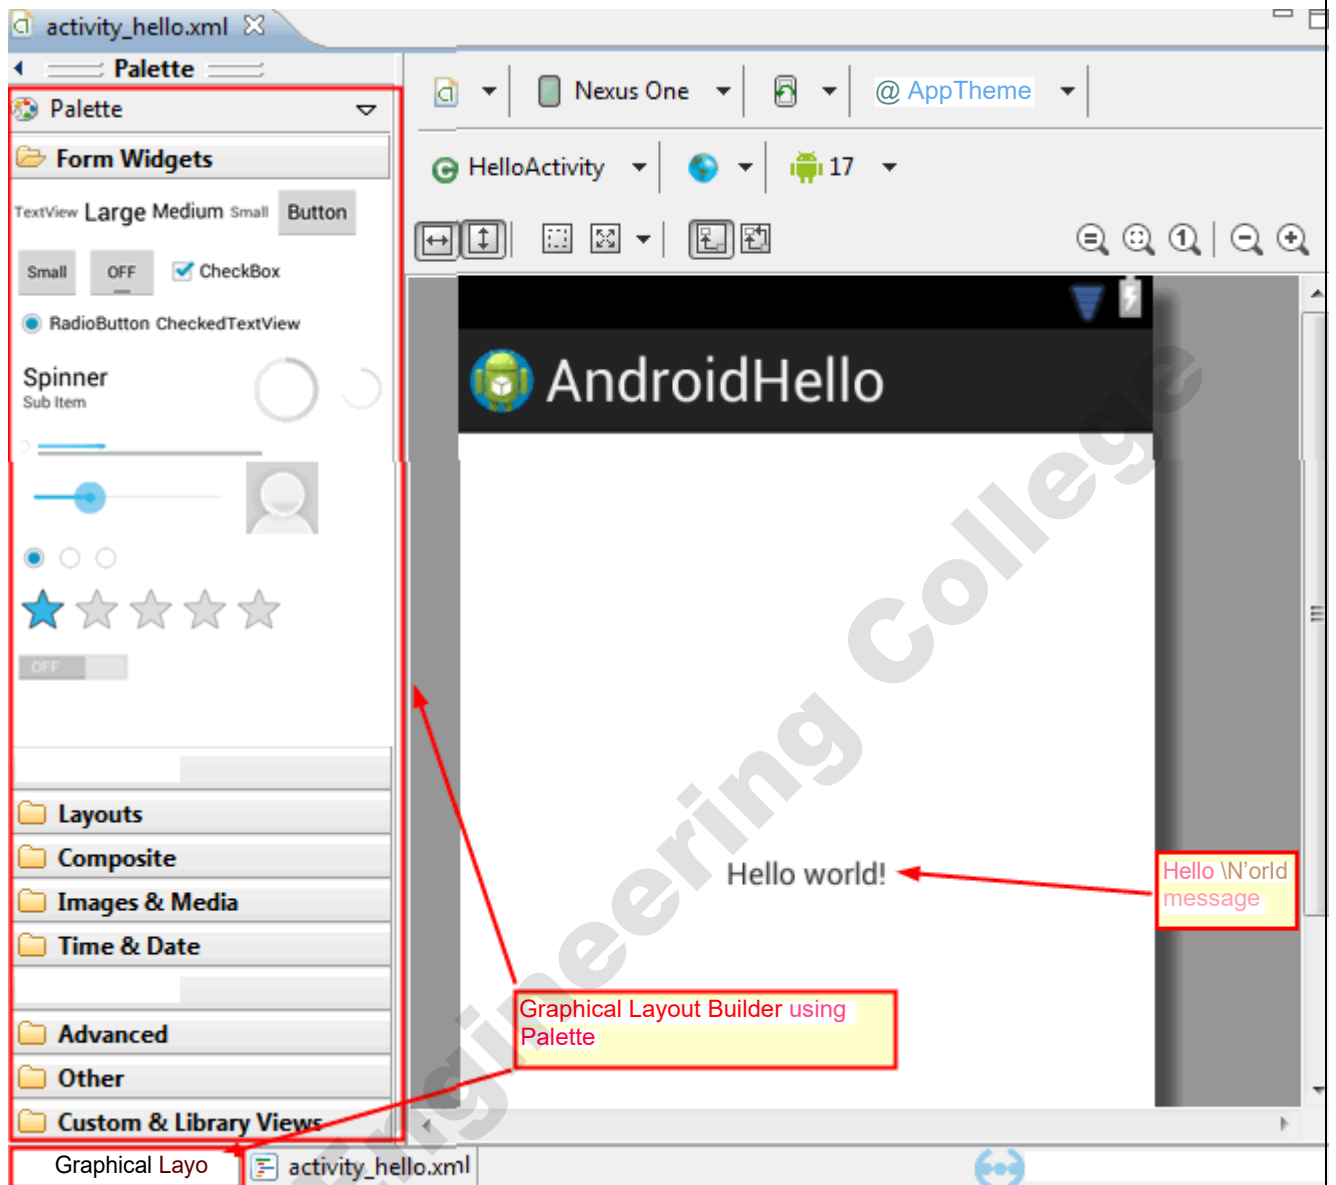 activity_hello.xml
Palette
Palette
Form Widgets
TextView Large Medium Small Button
Small OFF CheckBox
RadioButton CheckedTextView
Spinner
Sub Item
OFF
Layouts
Composite
Images & Media
Time & Date
Advanced
Other
Custom & Library Views
Graphical Layo
activity_hello.xml
Nexus One
@ AppTheme
HelloActivity
17
AndroidHello
Hello world!
Hello \N'orld
message
Graphical Layout Builder using
Palette
Engineering College